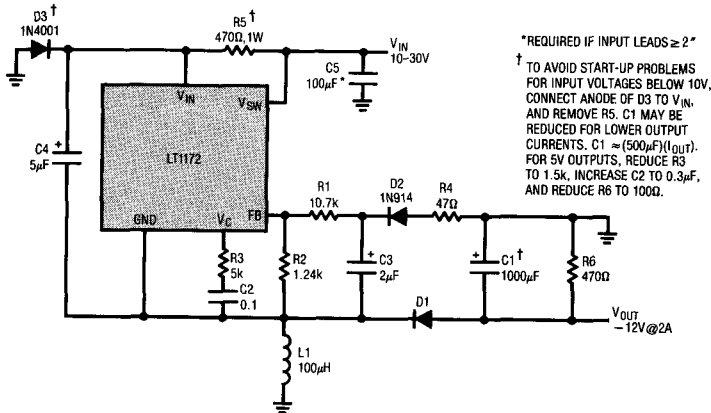 D3†
1N4001
R5†
470Ω,1W
VIN
10–30V
C5
100µF*
VIN
VSW
LT1172
C4
5µF
GND
VC
FB
R1
10.7k
D2
1N914
R4
47Ω
R3
5k
C2
0.1
R2
1.24k
C3
2µF
C1†
1000µF
R6
470Ω
D1
VOUT
–12V@2A
L1
100µH
*REQUIRED IF INPUT LEADS ≥ 2"
† TO AVOID START-UP PROBLEMS
FOR INPUT VOLTAGES BELOW 10V,
CONNECT ANODE OF D3 TO VIN,
AND REMOVE R5. C1 MAY BE
REDUCED FOR LOWER OUTPUT
CURRENTS. C1 ≈ (500µF)(IOUT).
FOR 5V OUTPUTS, REDUCE R3
TO 1.5k, INCREASE C2 TO 0.3µF,
AND REDUCE R6 TO 100Ω.